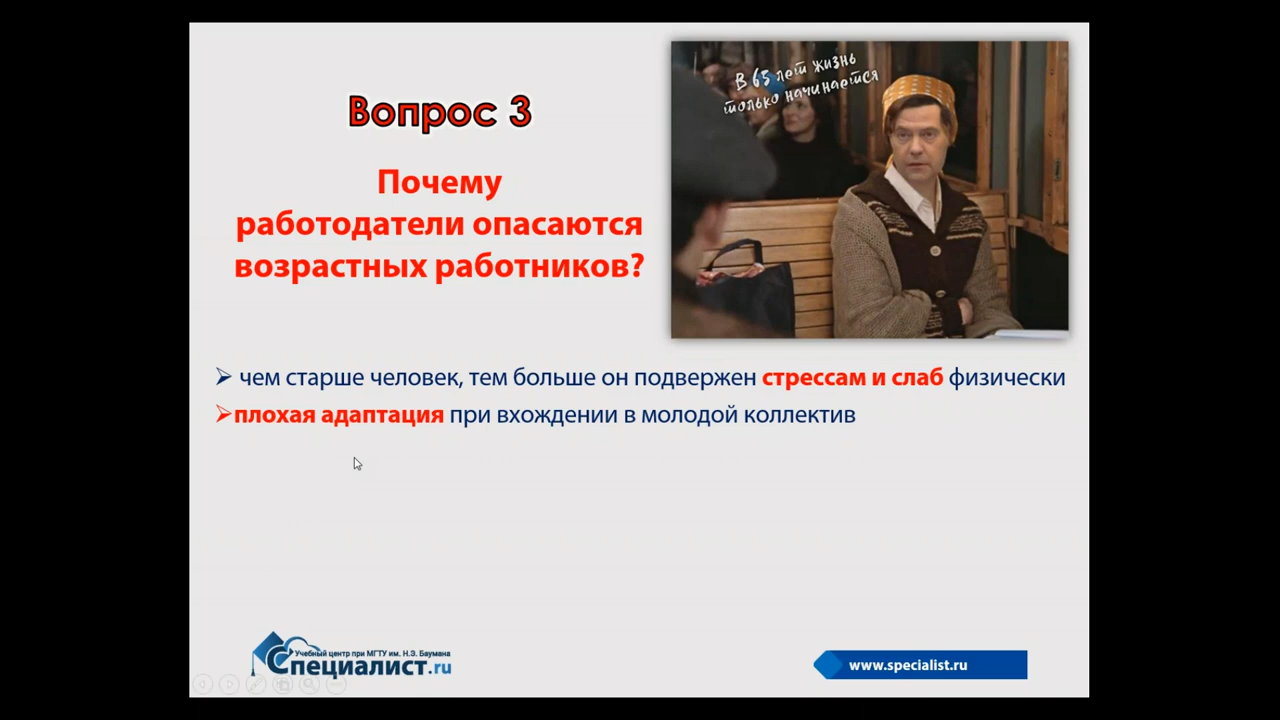 Вопрос 3
Почему
работодатели опасаются
возрастных работников?
В 65 лет жизнь
только начинается
чем старше человек, тем больше он подвержен стрессам и слаб физически
плохая адаптация при вхождении в молодой коллектив
Учебный центр при МГТУ им. Н.Э. Баумана
Специалист.ru
www.specialist.ru